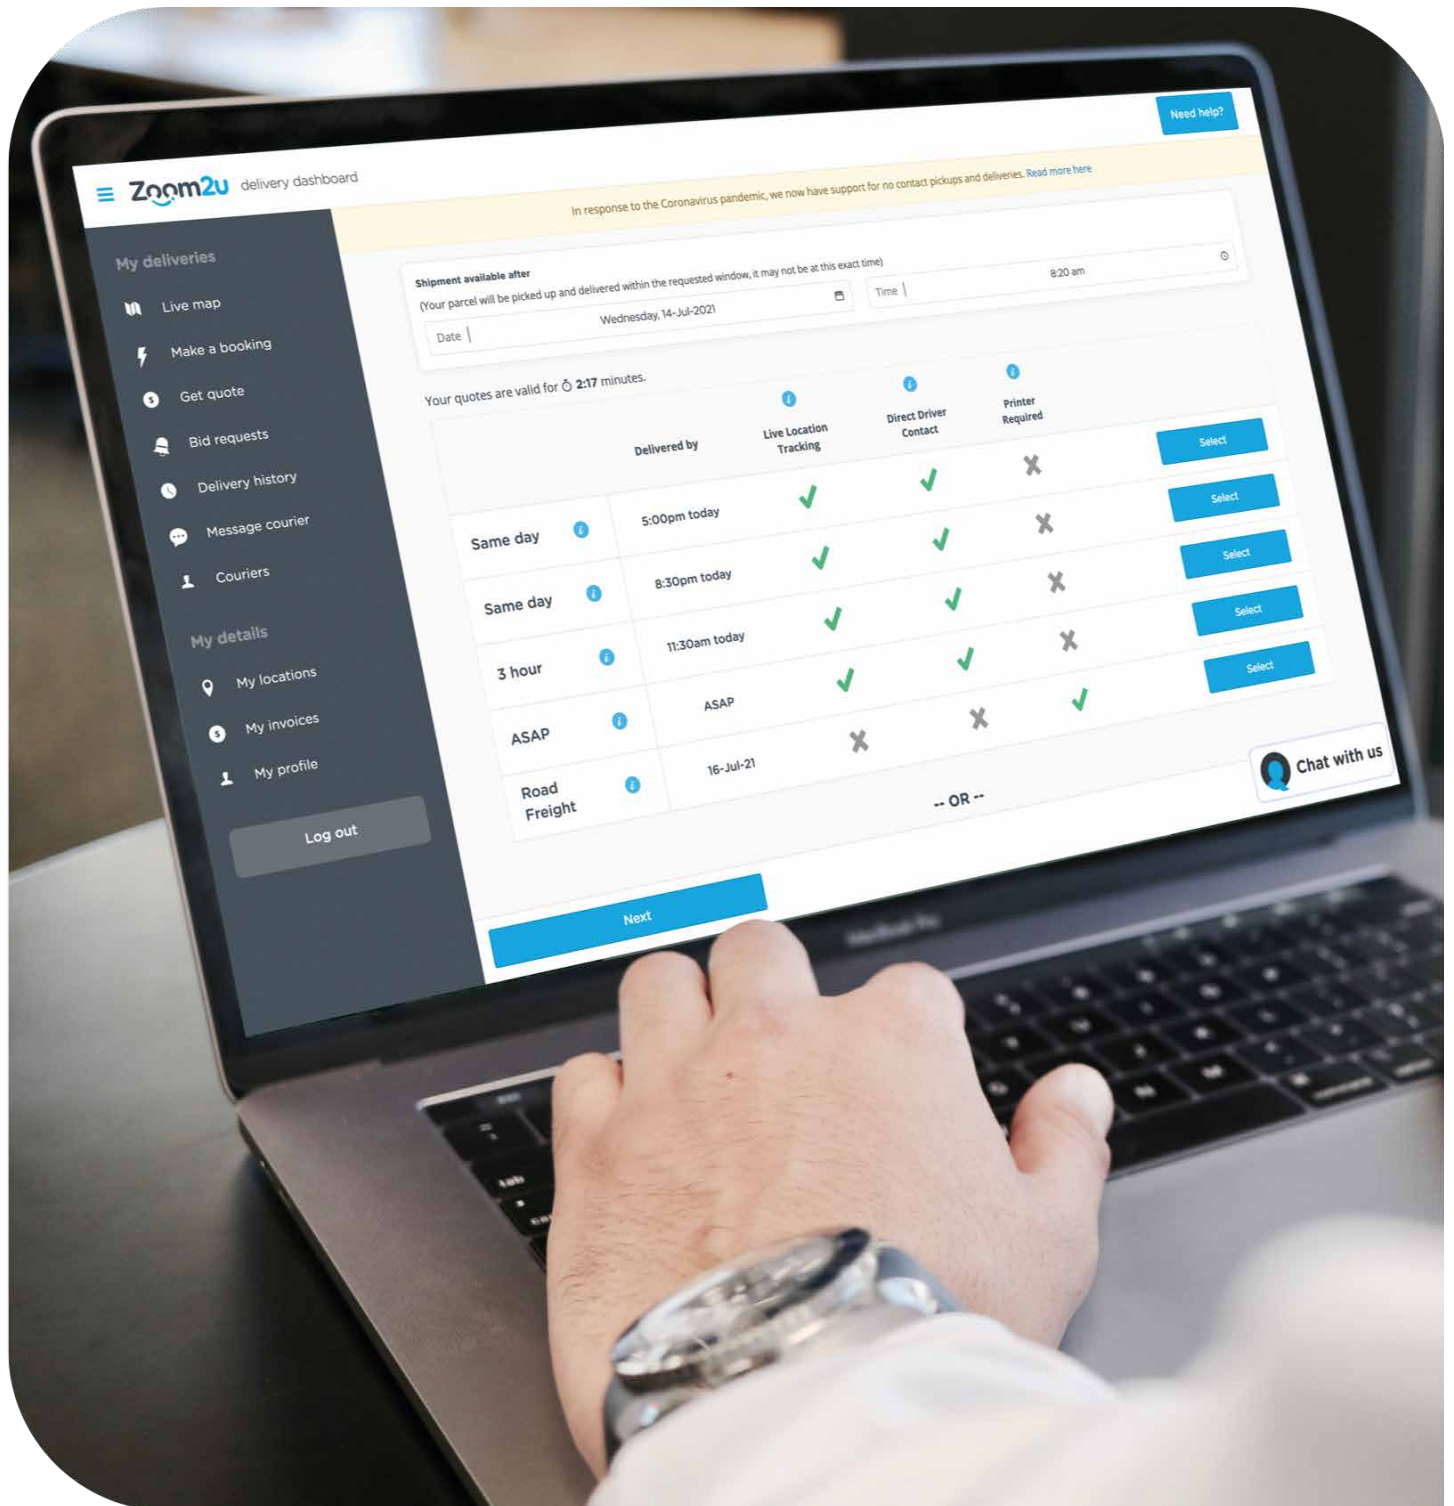 Need help?
Zoom2u delivery dashboard
In response to the Coronavirus pandemic, we now have support for no contact pickups and deliveries. Read more here
My deliveries
Live map
Make a booking
Get quote
Bid requests
Delivery history
Message courier
Couriers
My details
My locations
My invoices
My profile
Log out
Shipment available after
(Your parcel will be picked up and delivered within the requested window, it may not be at this exact time)
Date Wednesday, 14-Jul-2021
Time 8:20 am
Your quotes are valid for 2:17 minutes.
Delivered by
Live Location
Tracking
Direct Driver
Contact
Printer
Required
Same day 5:00pm today Select
Same day 8:30pm today Select
3 hour 11:30am today Select
ASAP ASAP Select
Road
Freight
16-Jul-21 Select
-- OR --
Chat with us
Next
MacBook Pro
tab